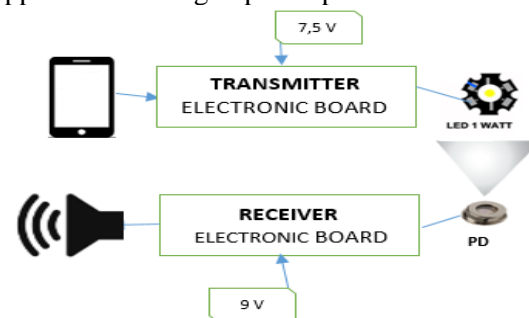 7,5 V
TRANSMITTER
ELECTRONIC BOARD
LED 1 WATT
RECEIVER
ELECTRONIC BOARD
PD
9 V